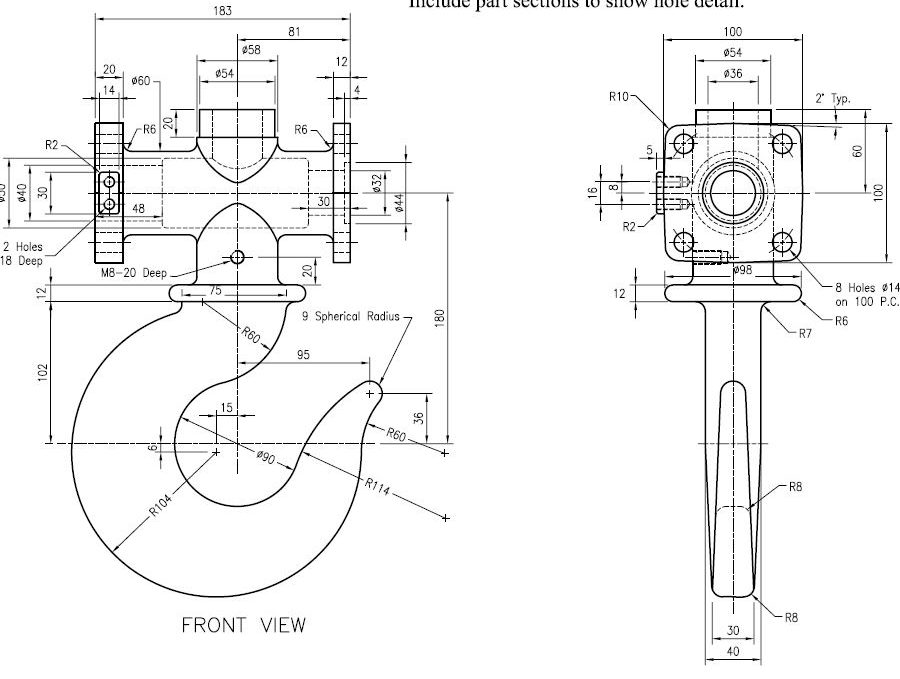 Include part sections to show hole detail.
183
81
ø58
ø54
12
4
20
14
ø60
R6
20
R6
R2
ø40
30
48
30
ø32
ø44
2 Holes
18 Deep
M8-20 Deep
20
12
75
9 Spherical Radius
R60
95
180
102
15
36
6
ø90
R60
R114
R104
FRONT VIEW
100
ø54
ø36
R10
2° Typ.
5
60
16
8
100
R2
ø98
12
8 Holes ø14
on 100 P.C.
R6
R7
R8
R8
30
40